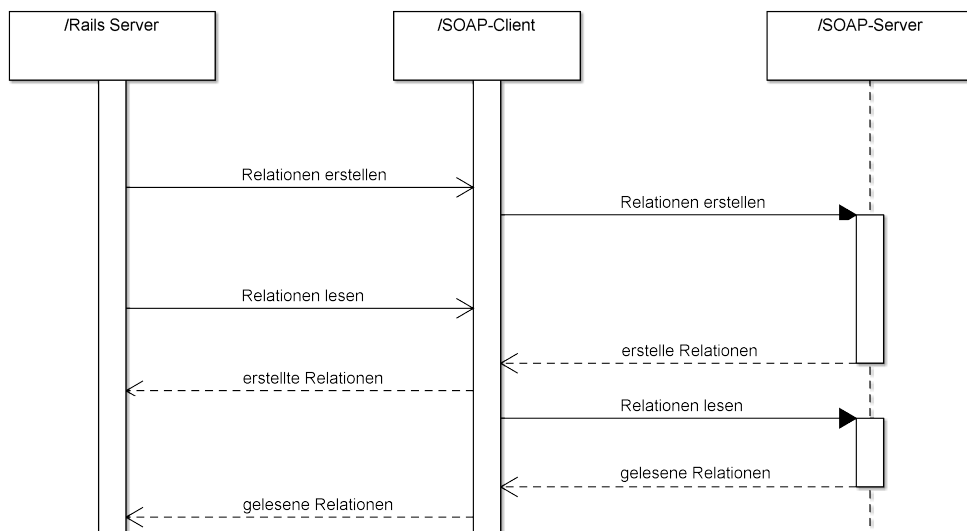 /Rails Server
/SOAP-Client
/SOAP-Server
Relationen erstellen
Relationen erstellen
Relationen lesen
erstelle Relationen
erstellte Relationen
Relationen lesen
gelesene Relationen
gelesene Relationen